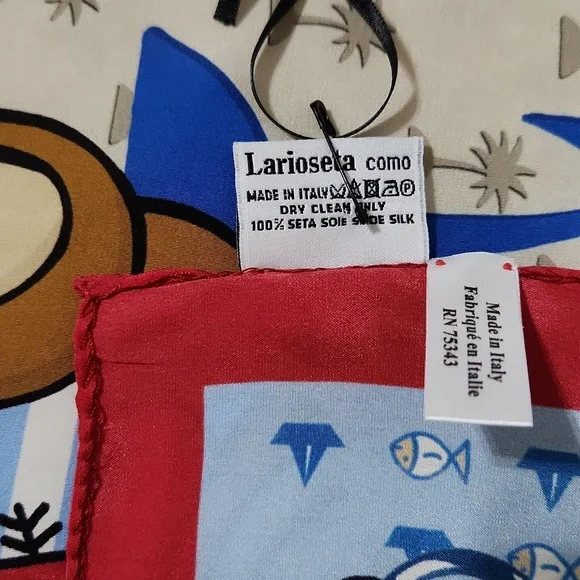 Larioseta como
MADE IN ITALY
DRY CLEAN ONLY
100% SETA SOIE SEIDE SILK
Made in Italy
Fabriqué en Italie
RN 75343